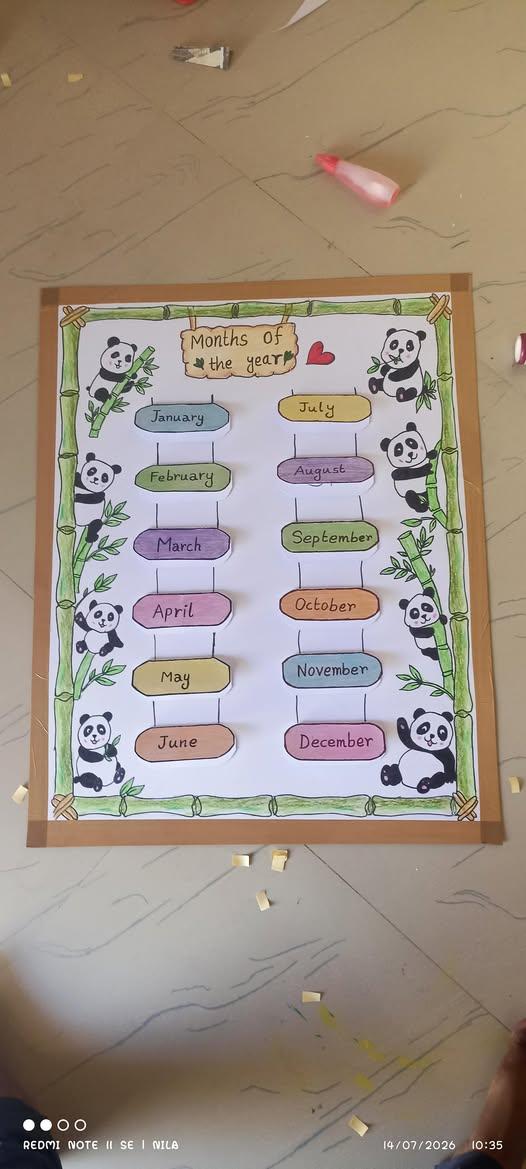 Months Of
the year
January
February
March
April
May
June
July
August
September
October
November
December
REDMI NOTE 11 SE | NILA
14/07/2026 10:35